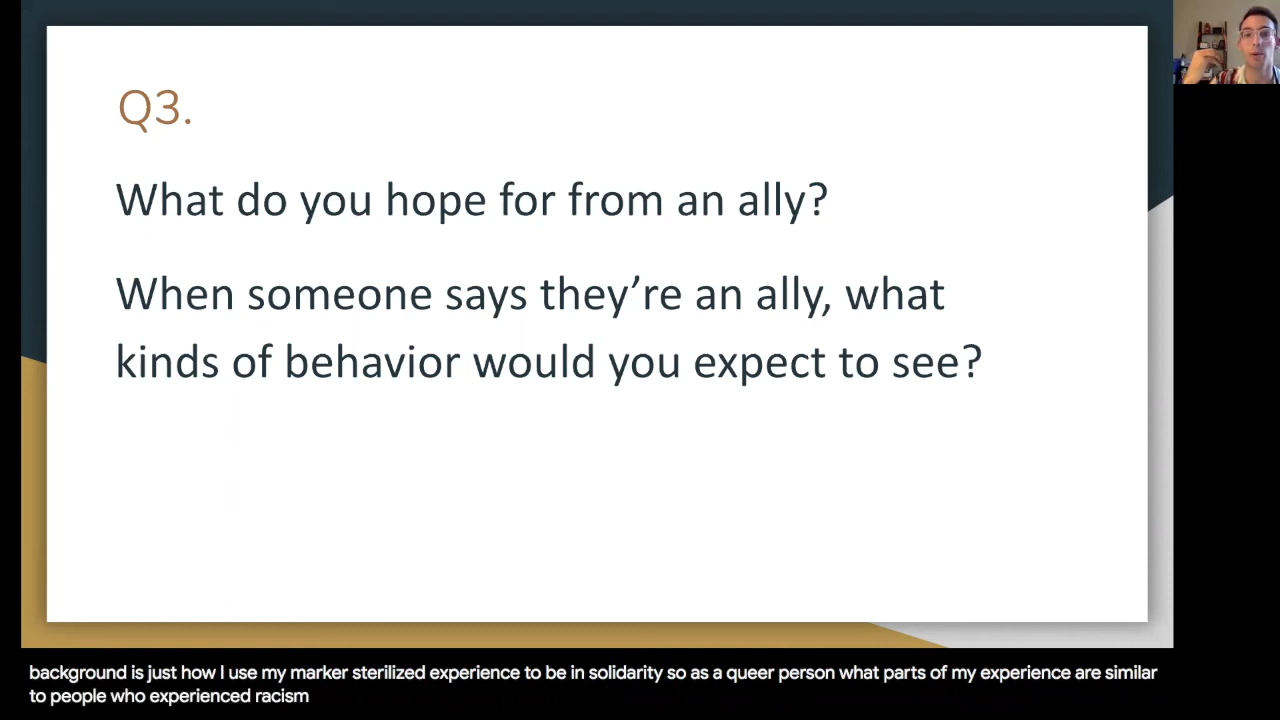 Q3.
What do you hope for from an ally?
When someone says they’re an ally, what
kinds of behavior would you expect to see?
background is just how I use my marker sterilized experience to be in solidarity so as a queer person what parts of my experience are similar
to people who experienced racism